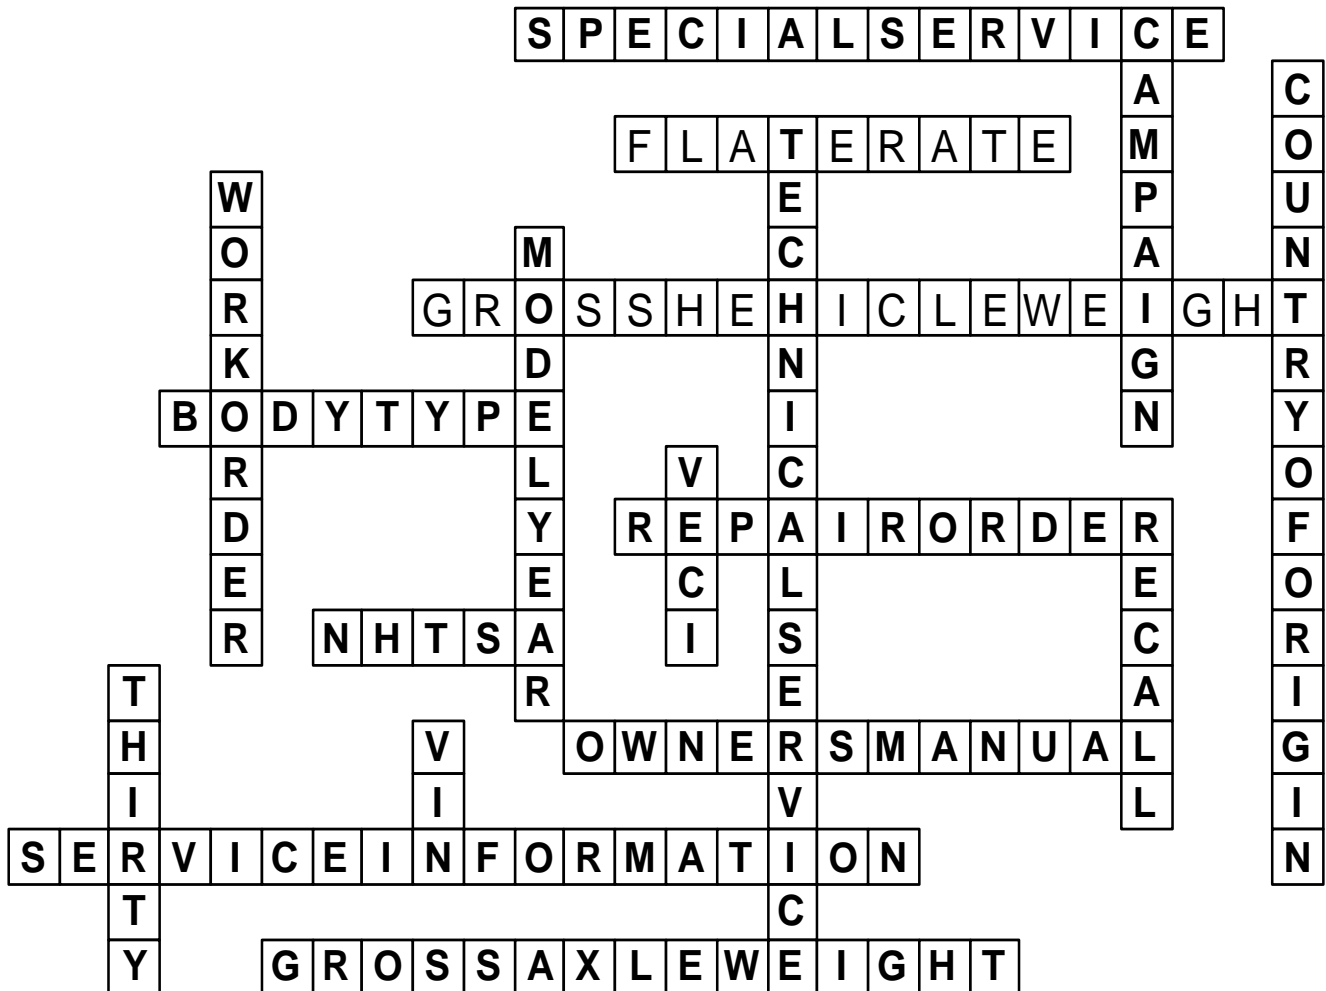 SPECIALSERVICE
CAMPAIGN
COUNTRYOFORIGIN
FLATERATE
TECHNICALSERVICE
WORKORDER
MODELYEAR
GROSSHEHICLEWEIGHT
BODYTYPE
VECI
REPAIRORDER
RECALL
NHTSA
THIRTY
VIN
OWNERSMANUAL
SERVICEINFORMATION
GROSSAXLEWEIGHT